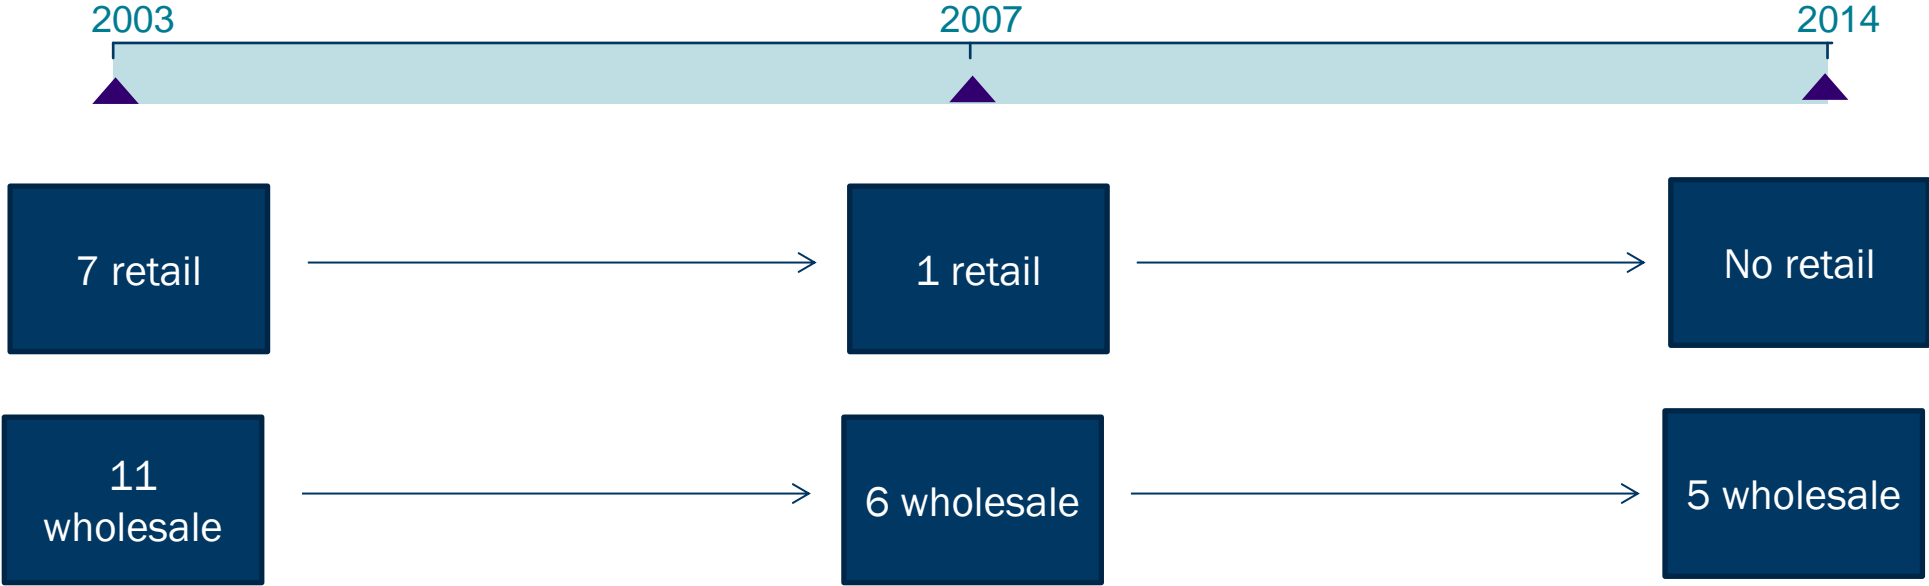 2003 2007 2014
7 retail 1 retail No retail
11
wholesale 6 wholesale 5 wholesale